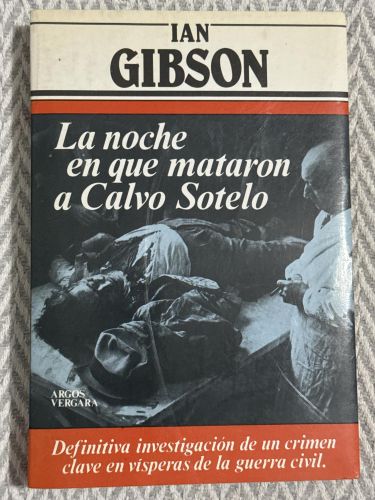 IAN
GIBSON
La noche
en que mataron
a Calvo Sotelo
ARGOS
VERGARA
Definitiva investigación de un crimen
clave en vísperas de la guerra civil.